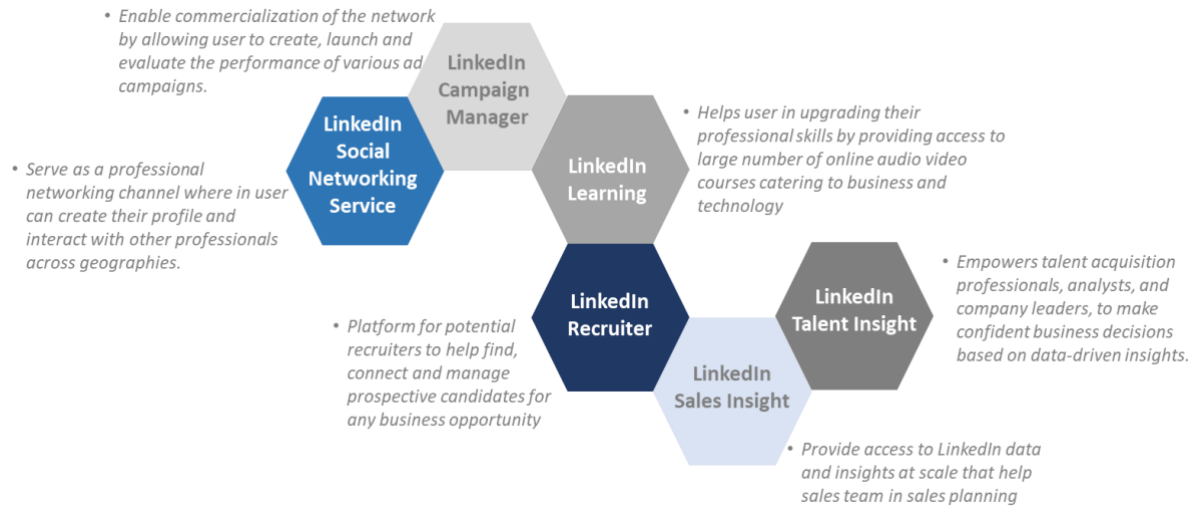 • Enable commercialization of the network
by allowing user to create, launch and
evaluate the performance of various ad
campaigns.
LinkedIn
Campaign
Manager
LinkedIn
Social
Networking
Service
• Serve as a professional
networking channel where in user
can create their profile and
interact with other professionals
across geographies.
LinkedIn
Learning
• Helps user in upgrading their
professional skills by providing access to
large number of online audio video
courses catering to business and
technology
LinkedIn
Recruiter
• Platform for potential
recruiters to help find,
connect and manage
prospective candidates for
any business opportunity
LinkedIn
Talent Insight
• Empowers talent acquisition
professionals, analysts, and
company leaders, to make
confident business decisions
based on data-driven insights.
LinkedIn
Sales Insight
• Provide access to LinkedIn data
and insights at scale that help
sales team in sales planning